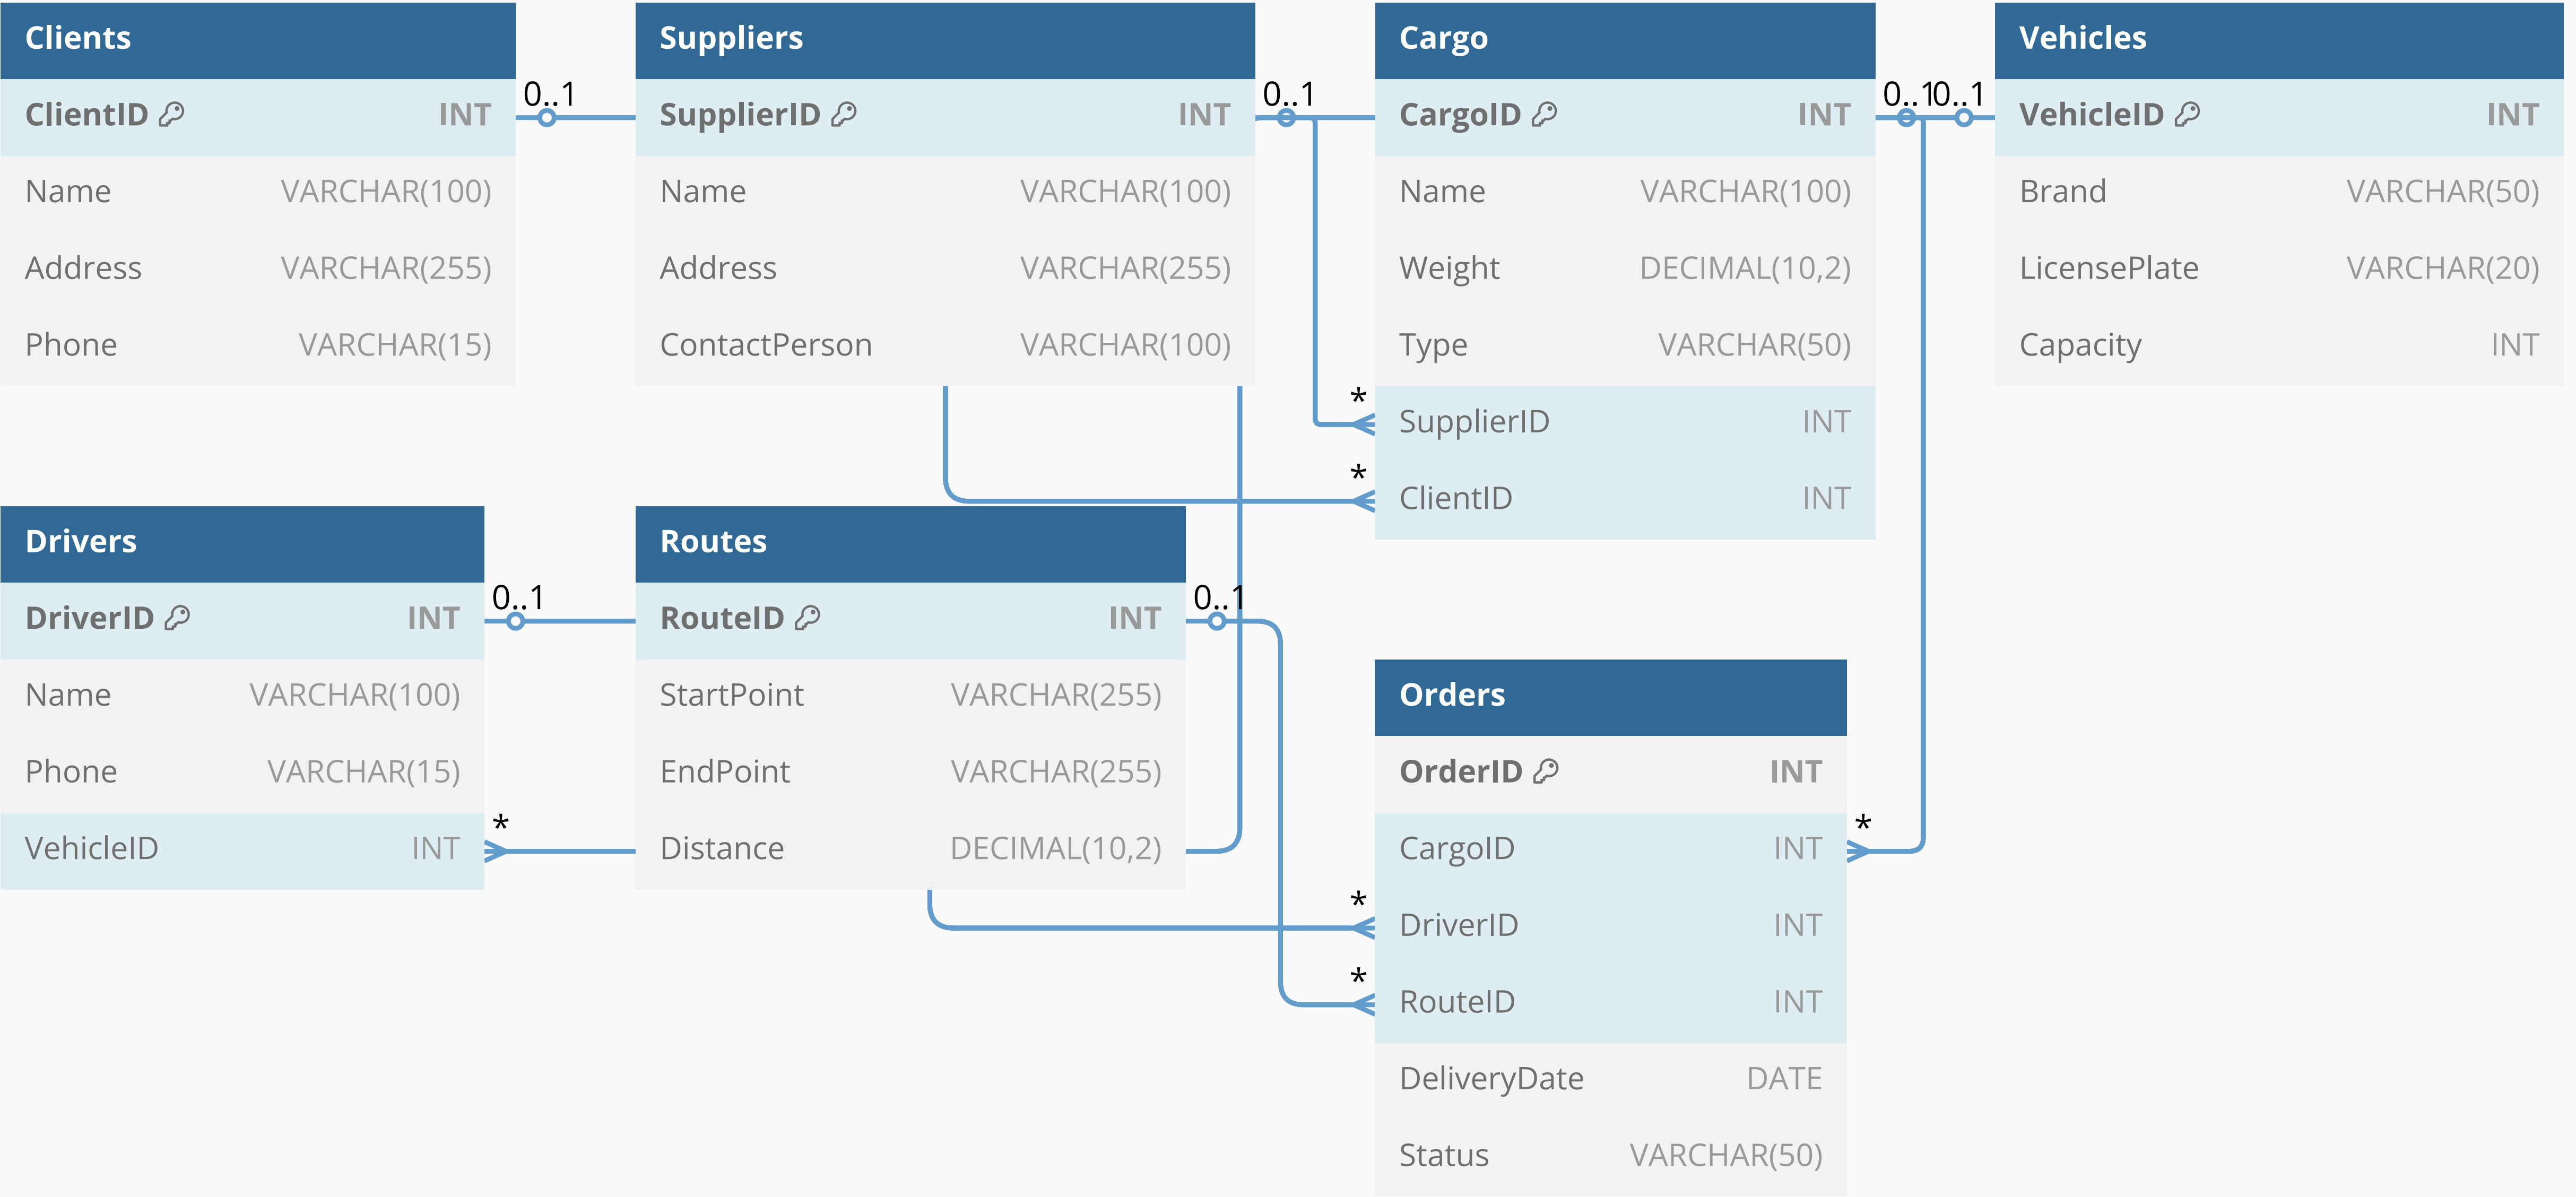 Clients
ClientID INT
Name VARCHAR(100)
Address VARCHAR(255)
Phone VARCHAR(15)
0..1
Suppliers
SupplierID INT
Name VARCHAR(100)
Address VARCHAR(255)
ContactPerson VARCHAR(100)
0..1
Cargo
CargoID INT
Name VARCHAR(100)
Weight DECIMAL(10,2)
Type VARCHAR(50)
* SupplierID INT
* ClientID INT
0..1
0..1
Vehicles
VehicleID INT
Brand VARCHAR(50)
LicensePlate VARCHAR(20)
Capacity INT
Drivers
DriverID INT
Name VARCHAR(100)
Phone VARCHAR(15)
VehicleID INT *
0..1
Routes
RouteID INT
StartPoint VARCHAR(255)
EndPoint VARCHAR(255)
Distance DECIMAL(10,2)
0..1
Orders
OrderID INT
CargoID INT *
* DriverID INT
* RouteID INT
DeliveryDate DATE
Status VARCHAR(50)